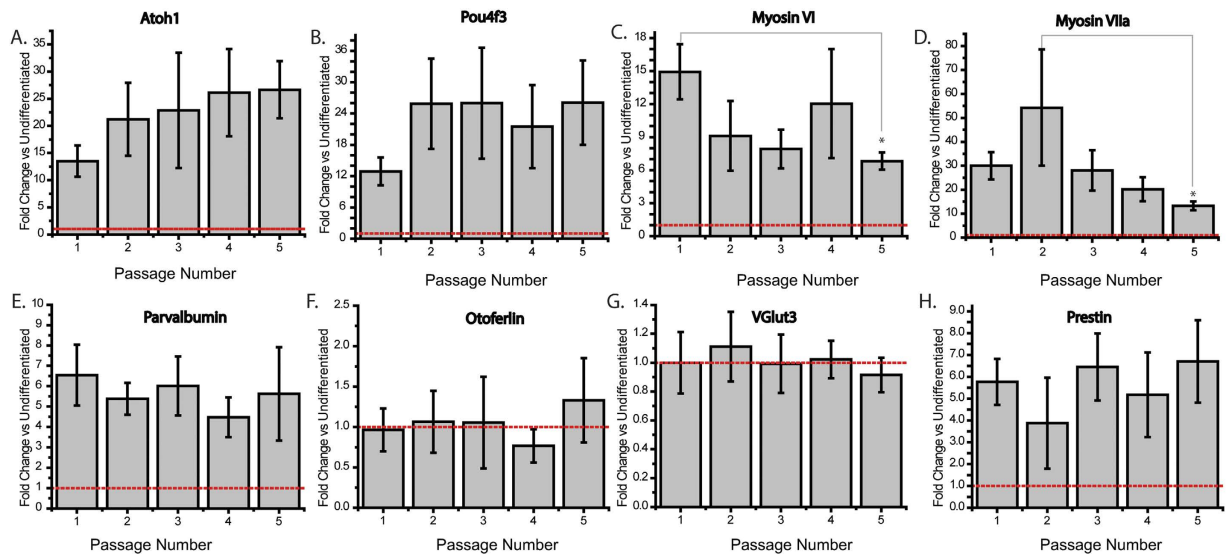 A.
Atoh1
Fold Change vs Undifferentiated
35
30
25
20
15
10
5
0
1 2 3 4 5
Passage Number
B.
Pou4f3
Fold Change vs Undifferentiated
40
36
32
28
24
20
16
12
8
4
0
1 2 3 4 5
Passage Number
C.
Myosin VI
Fold Change vs Undifferentiated
18
15
12
9
6
3
1
0
*
1 2 3 4 5
Passage Number
D.
Myosin VIIa
Fold Change vs Undifferentiated
80
70
60
50
40
30
20
10
1
0
*
1 2 3 4 5
Passage Number
E.
Parvalbumin
Fold Change vs Undifferentiated
10
9
8
7
6
5
4
3
2
1
0
1 2 3 4 5
Passage Number
F.
Otoferlin
Fold Change vs Undifferentiated
2.5
2.0
1.5
1.0
0.5
0.0
1 2 3 4 5
Passage Number
G.
VGlut3
Fold Change vs Undifferentiated
1.4
1.2
1.0
0.8
0.6
0.4
0.2
0.0
1 2 3 4 5
Passage Number
H.
Prestin
Fold Change vs Undifferentiated
9.0
8.0
7.0
6.0
5.0
4.0
3.0
2.0
1.0
0.0
1 2 3 4 5
Passage Number